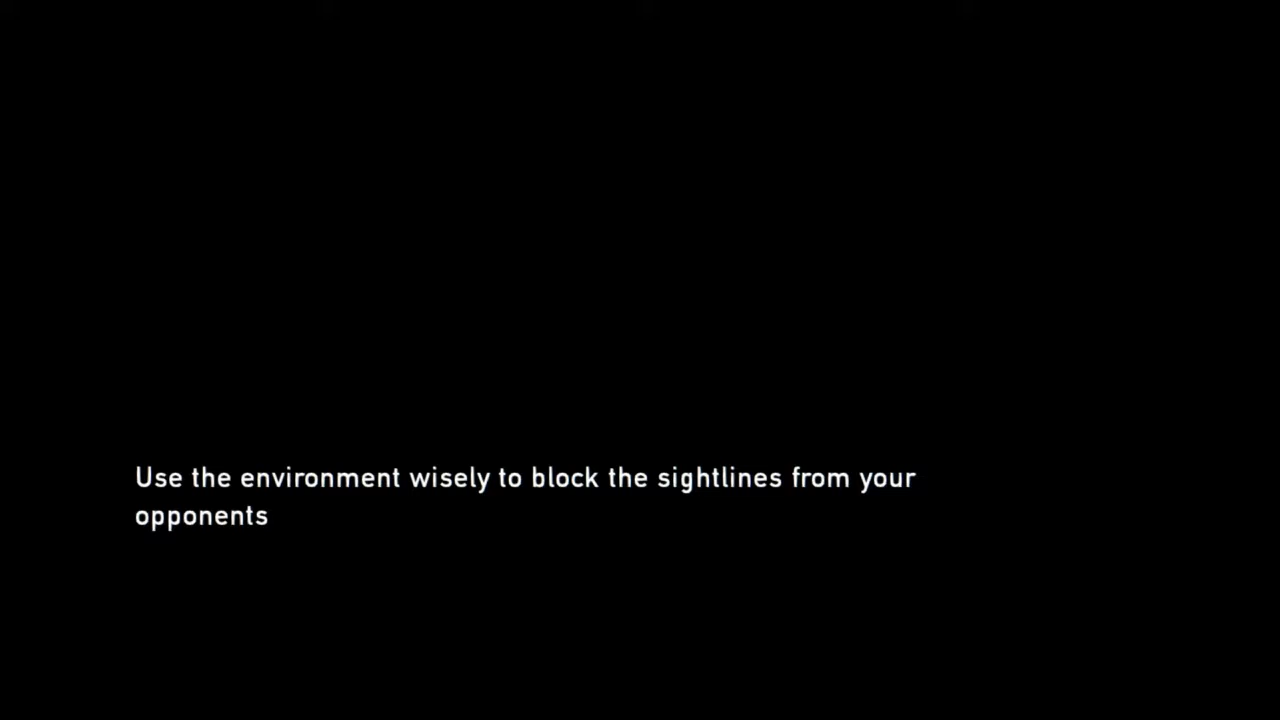 Use the environment wisely to block the sightlines from your
opponents